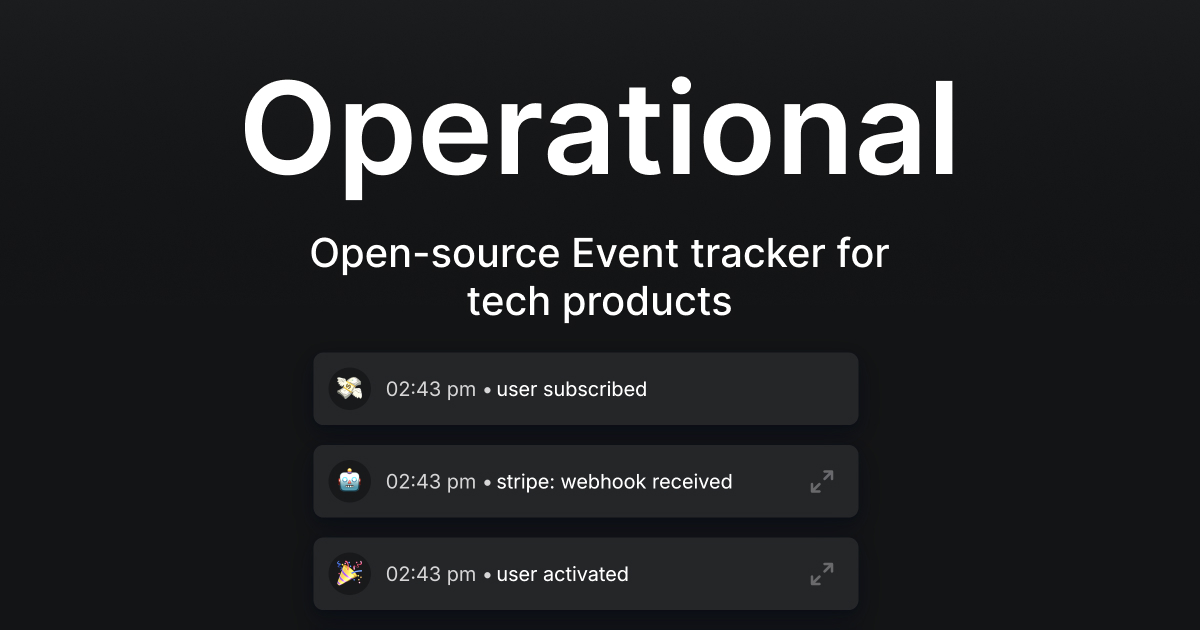 Operational
Open-source Event tracker for
tech products
02:43 pm • user subscribed
02:43 pm • stripe: webhook received
02:43 pm • user activated